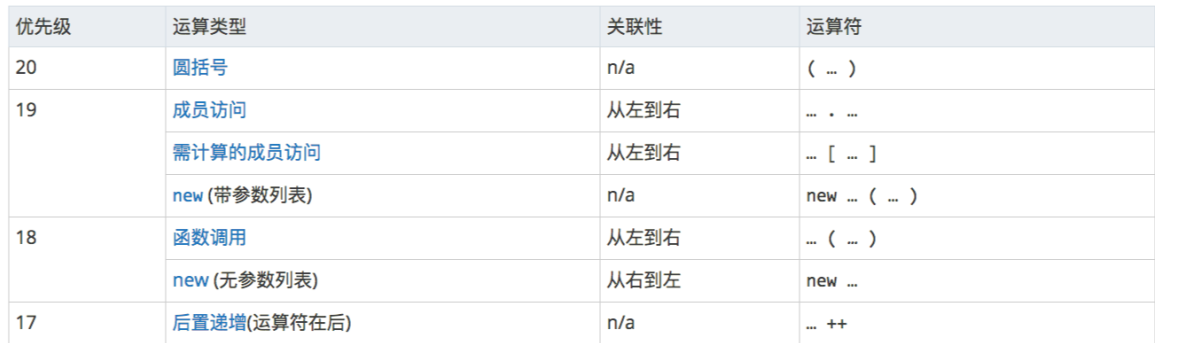 优先级 运算类型 关联性 运算符
20 圆括号 n/a ( … )
19 成员访问 从左到右 … . …
需计算的成员访问 从左到右 … [ … ]
new (带参数列表) n/a new … ( … )
18 函数调用 从左到右 … ( … )
new (无参数列表) 从右到左 new …
17 后置递增(运算符在后) n/a … ++